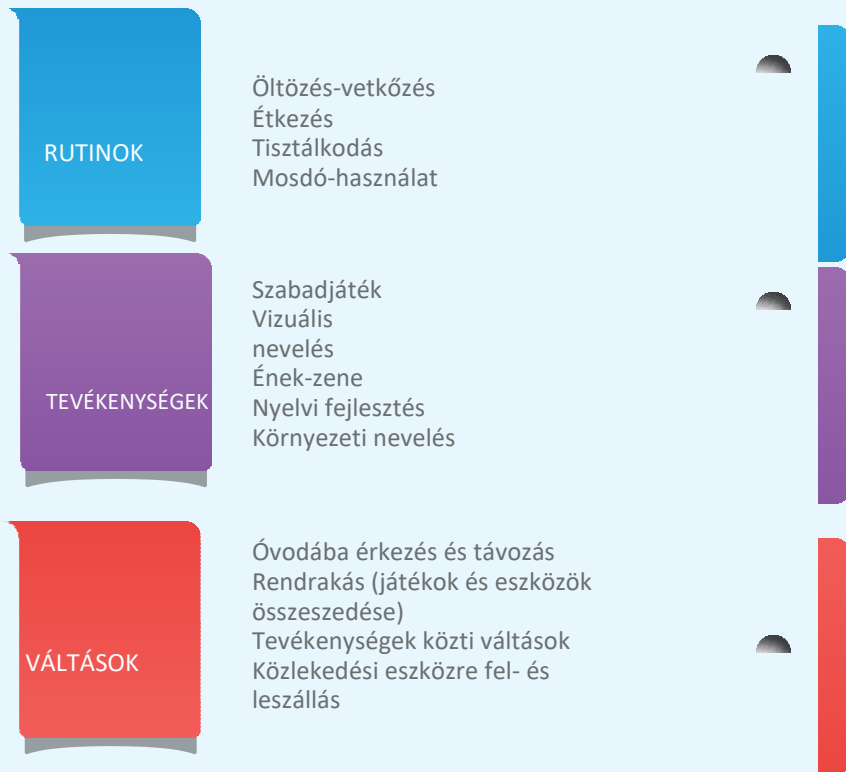 RUTINOK
Öltözés-vetkőzés
Étkezés
Tisztálkodás
Mosdó-használat
TEVÉKENYSÉGEK
Szabadjáték
Vizuális
nevelés
Ének-zene
Nyelvi fejlesztés
Környezeti nevelés
VÁLTÁSOK
Óvodába érkezés és távozás
Rendrakás (játékok és eszközök
összeszedése)
Tevékenységek közti váltások
Közlekedési eszközre fel- és
leszállás